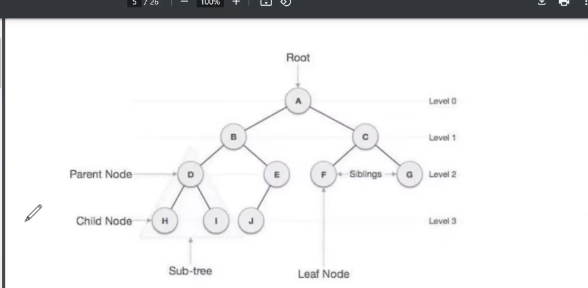 5 / 26 — 100% +
Root
A
Level 0
B C Level 1
Parent Node D E F Siblings G Level 2
Child Node H I J Level 3
Sub-tree
Leaf Node